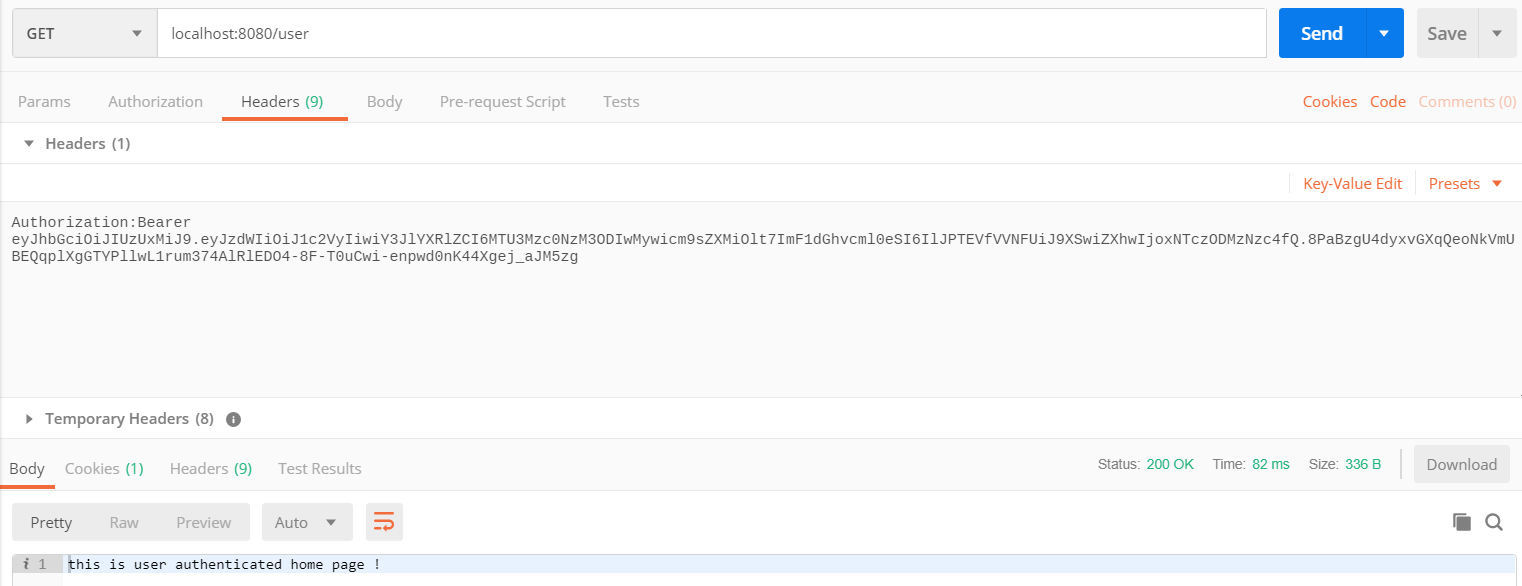 GET localhost:8080/user Send Save
Params Authorization Headers (9) Body Pre-request Script Tests Cookies Code Comments (0)
Headers (1)
Key-Value Edit Presets
Authorization:Bearer
eyJhbGciOiJIUzUxMiJ9.eyJzdWIiOiJ1c2VyIiwiY3JlYXRlZCI6MTU3Mzc0NzM3ODIwMywicm9sZXMiOlt7ImF1dGhvcml0eSI6IlJPTEVfVVNFUiJ9XSwiZXhwIjoxNTczODMzNzc4fQ.8PaBzgU4dyxvGXqQeoNkVmU
BEQqplXgGTYPllwL1rum374AlRlEDO4-8F-T0uCwi-enpwd0nK44Xgej_aJM5zg
Temporary Headers (8)
Body Cookies (1) Headers (9) Test Results Status: 200 OK Time: 82 ms Size: 336 B Download
Pretty Raw Preview Auto
i 1 this is user authenticated home page !